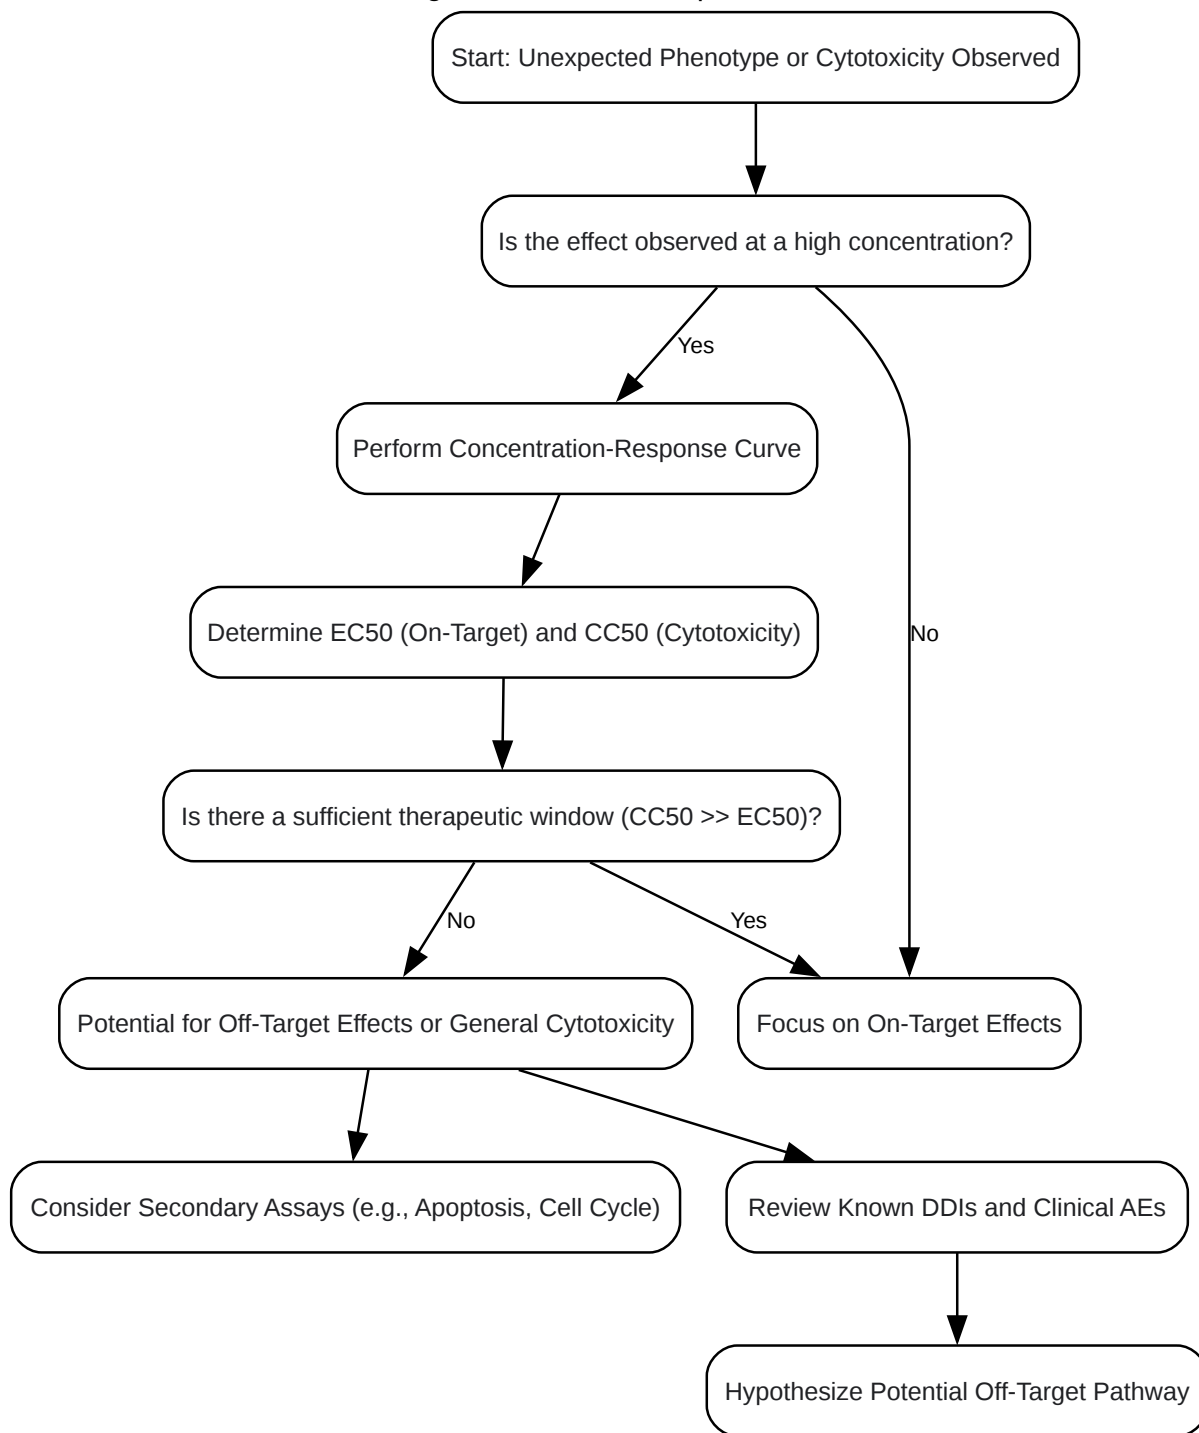 Start: Unexpected Phenotype or Cytotoxicity Observed
Is the effect observed at a high concentration?
Yes
Perform Concentration-Response Curve
Determine EC50 (On-Target) and CC50 (Cytotoxicity)
No
Is there a sufficient therapeutic window (CC50 >> EC50)?
No
Yes
Potential for Off-Target Effects or General Cytotoxicity
Focus on On-Target Effects
Consider Secondary Assays (e.g., Apoptosis, Cell Cycle)
Review Known DDIs and Clinical AEs
Hypothesize Potential Off-Target Pathway